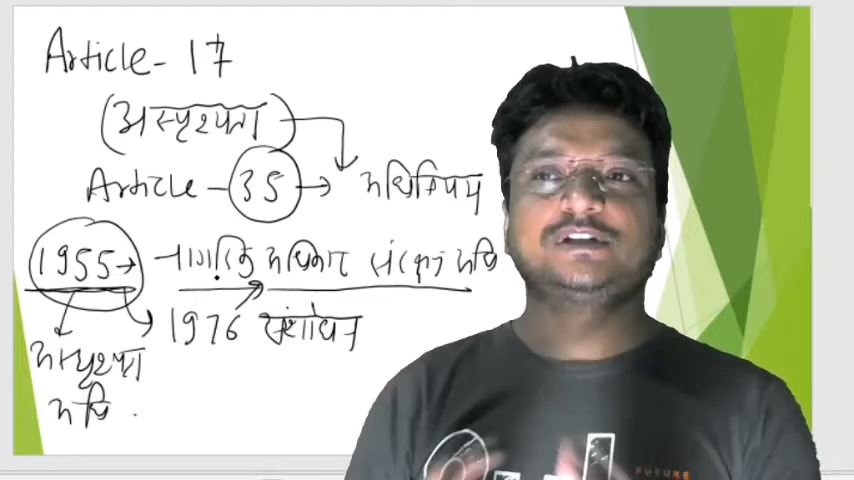 Article - 17
(अस्पृश्यता)
Article - 35 → अधिनियम
1955 → नागरिक अधिकार संरक्षण अधि
1976 संशोधन
अस्पृश्यता
अधि .
FUTURE